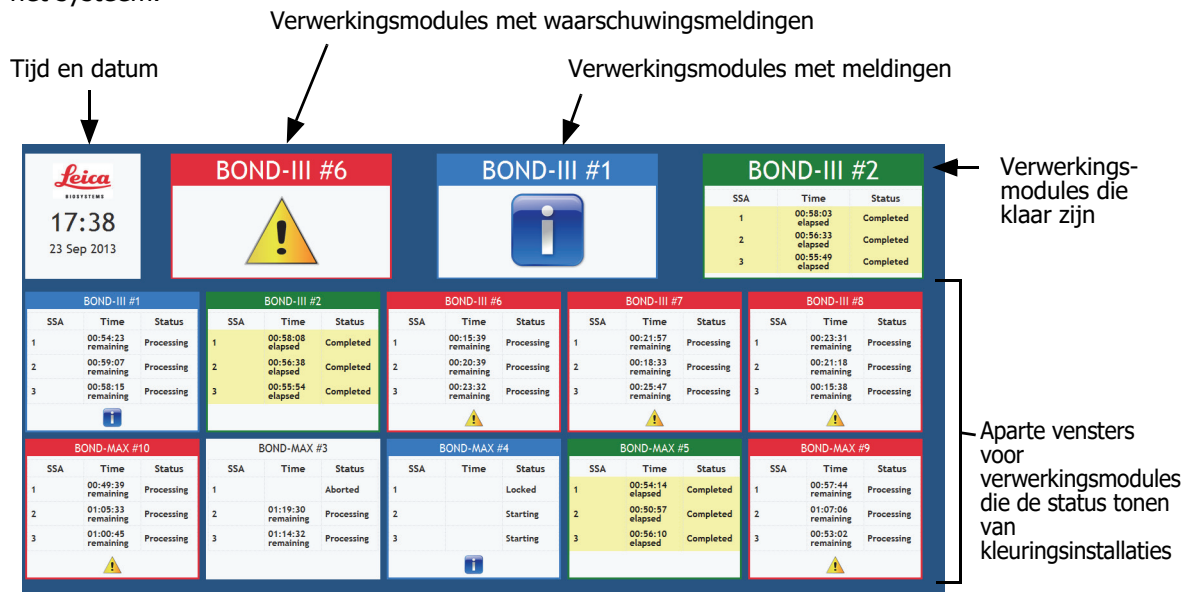 het systeem.
Verwerkingsmodules met waarschuwingsmeldingen
Tijd en datum
Verwerkingsmodules met meldingen
Leica
BIOSYSTEMS
17:38
23 Sep 2013
BOND-III #6
BOND-III #1
BOND-III #2
SSA Time Status
1 00:58:03 elapsed Completed
2 00:56:33 elapsed Completed
3 00:55:49 elapsed Completed
Verwerkings-
modules die
klaar zijn
BOND-III #1
SSA Time Status
1 00:54:23 remaining Processing
2 00:59:07 remaining Processing
3 00:58:15 remaining Processing
BOND-III #2
SSA Time Status
1 00:58:08 elapsed Completed
2 00:56:38 elapsed Completed
3 00:55:54 elapsed Completed
BOND-III #6
SSA Time Status
1 00:15:39 remaining Processing
2 00:20:39 remaining Processing
3 00:23:32 remaining Processing
BOND-III #7
SSA Time Status
1 00:21:57 remaining Processing
2 00:18:33 remaining Processing
3 00:25:47 remaining Processing
BOND-III #8
SSA Time Status
1 00:23:31 remaining Processing
2 00:21:18 remaining Processing
3 00:15:38 remaining Processing
BOND-MAX #10
SSA Time Status
1 00:49:39 remaining Processing
2 01:05:33 remaining Processing
3 01:00:45 remaining Processing
BOND-MAX #3
SSA Time Status
1 Aborted
2 01:19:30 remaining Processing
3 01:14:32 remaining Processing
BOND-MAX #4
SSA Time Status
1 Locked
2 Starting
3 Starting
BOND-MAX #5
SSA Time Status
1 00:54:14 elapsed Completed
2 00:50:57 elapsed Completed
3 00:56:10 elapsed Completed
BOND-MAX #9
SSA Time Status
1 00:57:44 remaining Processing
2 01:07:06 remaining Processing
3 00:53:02 remaining Processing
Aparte vensters
voor
verwerkingsmodules
die de status tonen
van
kleuringsinstallaties